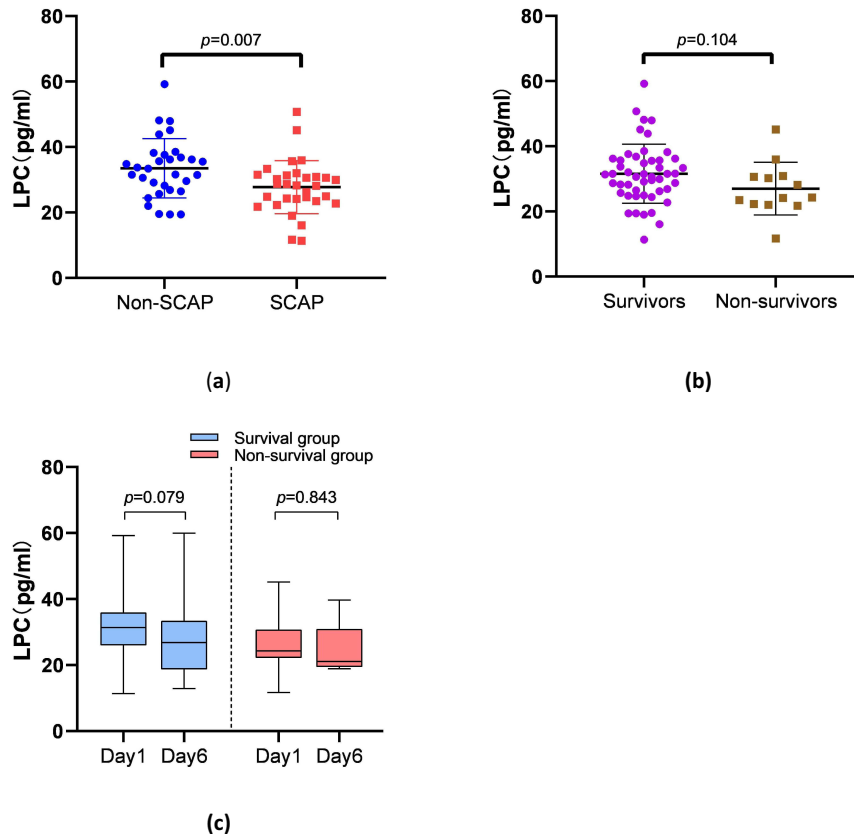 80
60
40
20
0
LPC(pg/ml)
p=0.007
Non-SCAP SCAP
(a)
80
60
40
20
0
LPC(pg/ml)
p=0.104
Survivors Non-survivors
(b)
Survival group
Non-survival group
80
60
40
20
0
LPC(pg/ml)
p=0.079 p=0.843
Day1 Day6 Day1 Day6
(c)